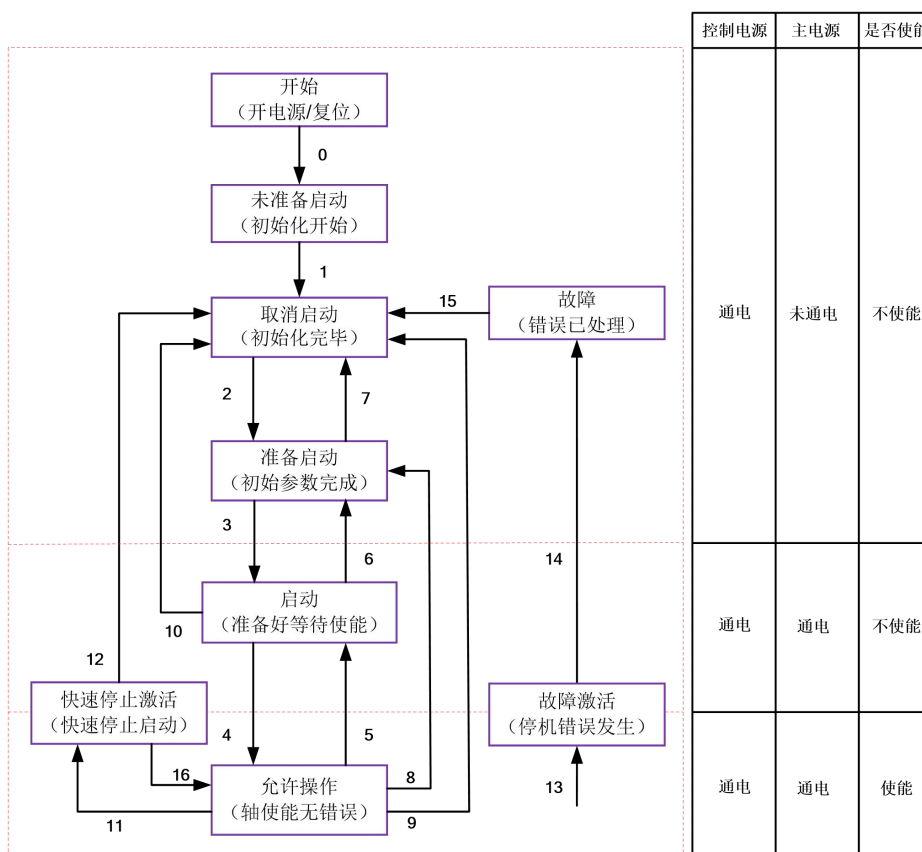 控制电源 主电源 是否使能
开始
（开电源/复位）
0
未准备启动
（初始化开始）
1
取消启动
（初始化完毕）
15
故障
（错误已处理）
通电 未通电 不使能
2
7
准备启动
（初始参数完成）
3
6
14
启动
（准备好等待使能）
10
通电 通电 不使能
12
快速停止激活
（快速停止启动）
故障激活
（停机错误发生）
4
5
16
允许操作
（轴使能无错误）
8
13
通电 通电 使能
11
9